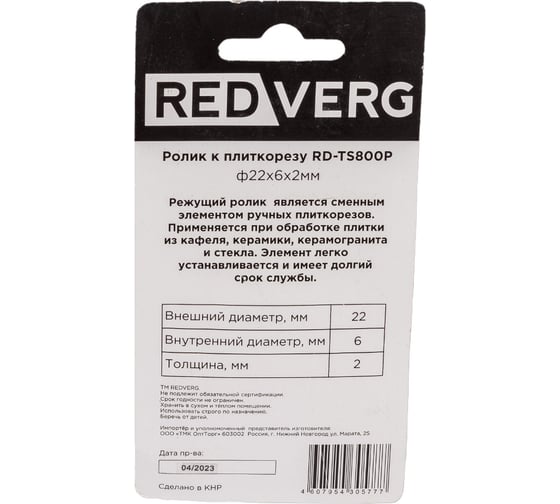 REDVERG
Ролик к плиткорезу RD-TS800P
ф22х6х2мм
Режущий ролик является сменным
элементом ручных плиткорезов.
Применяется при обработке плитки
из кафеля, керамики, керамогранита
и стекла. Элемент легко
устанавливается и имеет долгий
срок службы.
Внешний диаметр, мм 22
Внутренний диаметр, мм 6
Толщина, мм 2
ТМ REDVERG.
Не подлежит обязательной сертификации.
Срок годности не ограничен.
Хранить в сухом и тёплом помещении.
Использовать строго по назначению.
Беречь от детей.
Импортёр и уполномоченный представитель изготовителя:
ООО «ТМК ОптТорг» 603002 Россия, г. Нижний Новгород ул. Марата, 25
Дата пр-ва:
04/2023
Сделано в КНР
4 607954 305777